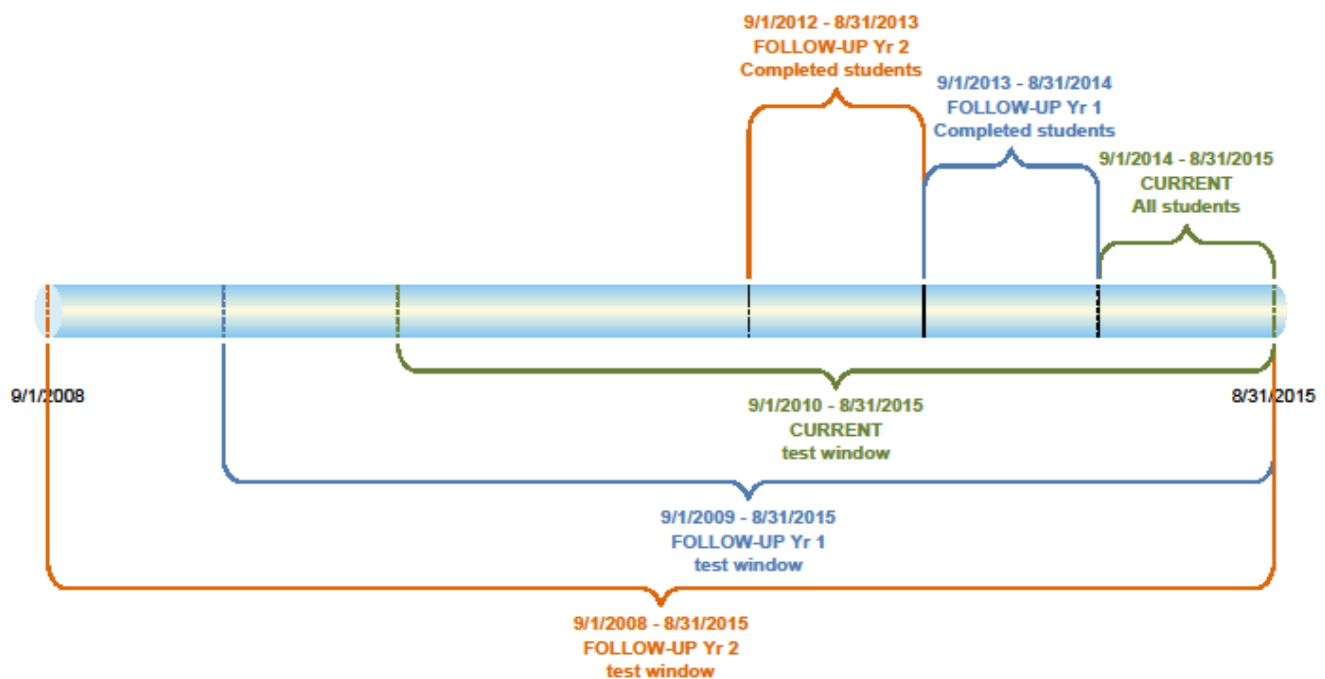 9/1/2012 - 8/31/2013
FOLLOW-UP Yr 2
Completed students
9/1/2013 - 8/31/2014
FOLLOW-UP Yr 1
Completed students
9/1/2014 - 8/31/2015
CURRENT
All students
9/1/2008
8/31/2015
9/1/2010 - 8/31/2015
CURRENT
test window
9/1/2009 - 8/31/2015
FOLLOW-UP Yr 1
test window
9/1/2008 - 8/31/2015
FOLLOW-UP Yr 2
test window